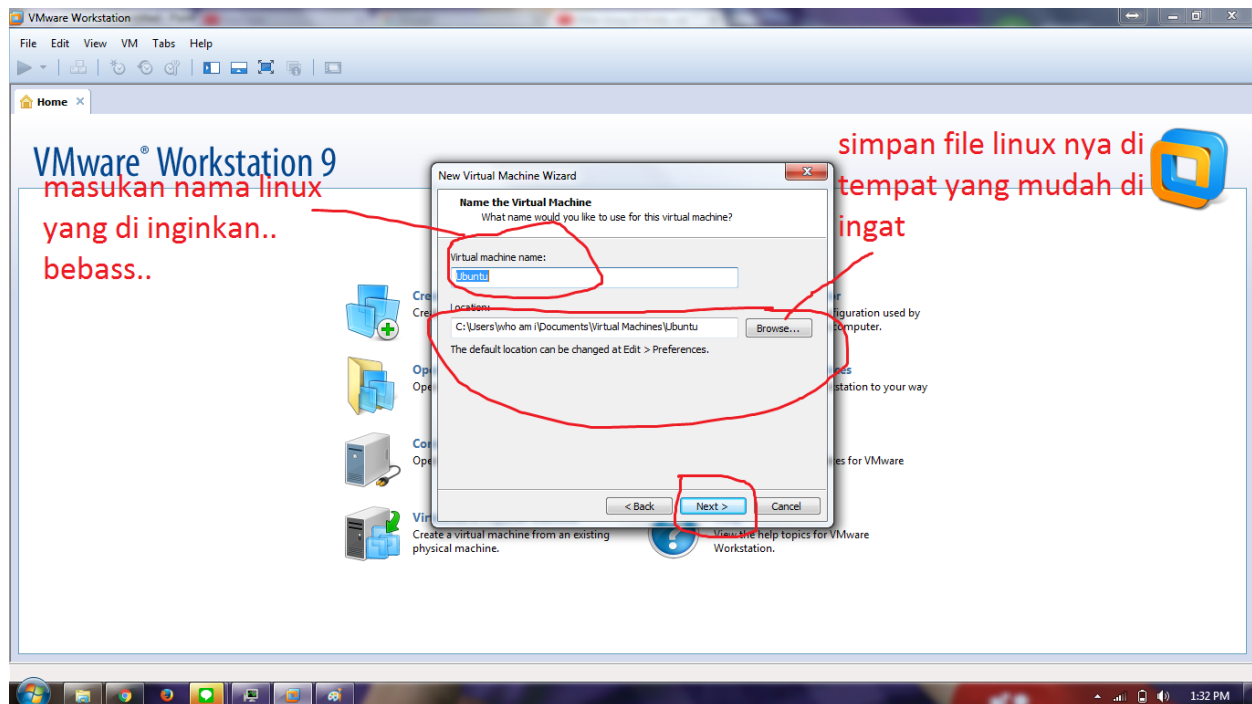 VMware Workstation
File Edit View VM Tabs Help
Home
VMware® Workstation 9
masukan nama linux
yang di inginkan..
bebass..
simpan file linux nya di
tempat yang mudah di
ingat
New Virtual Machine Wizard
Name the Virtual Machine
What name would you like to use for this virtual machine?
Virtual machine name:
Ubuntu
Location:
C:\Users\who am i\Documents\Virtual Machines\Ubuntu
Browse...
The default location can be changed at Edit > Preferences.
< Back
Next >
Cancel
figuration used by
computer.
station to your way
es for VMware
Create a virtual machine from an existing
physical machine.
View the help topics for VMware
Workstation.
1:32 PM